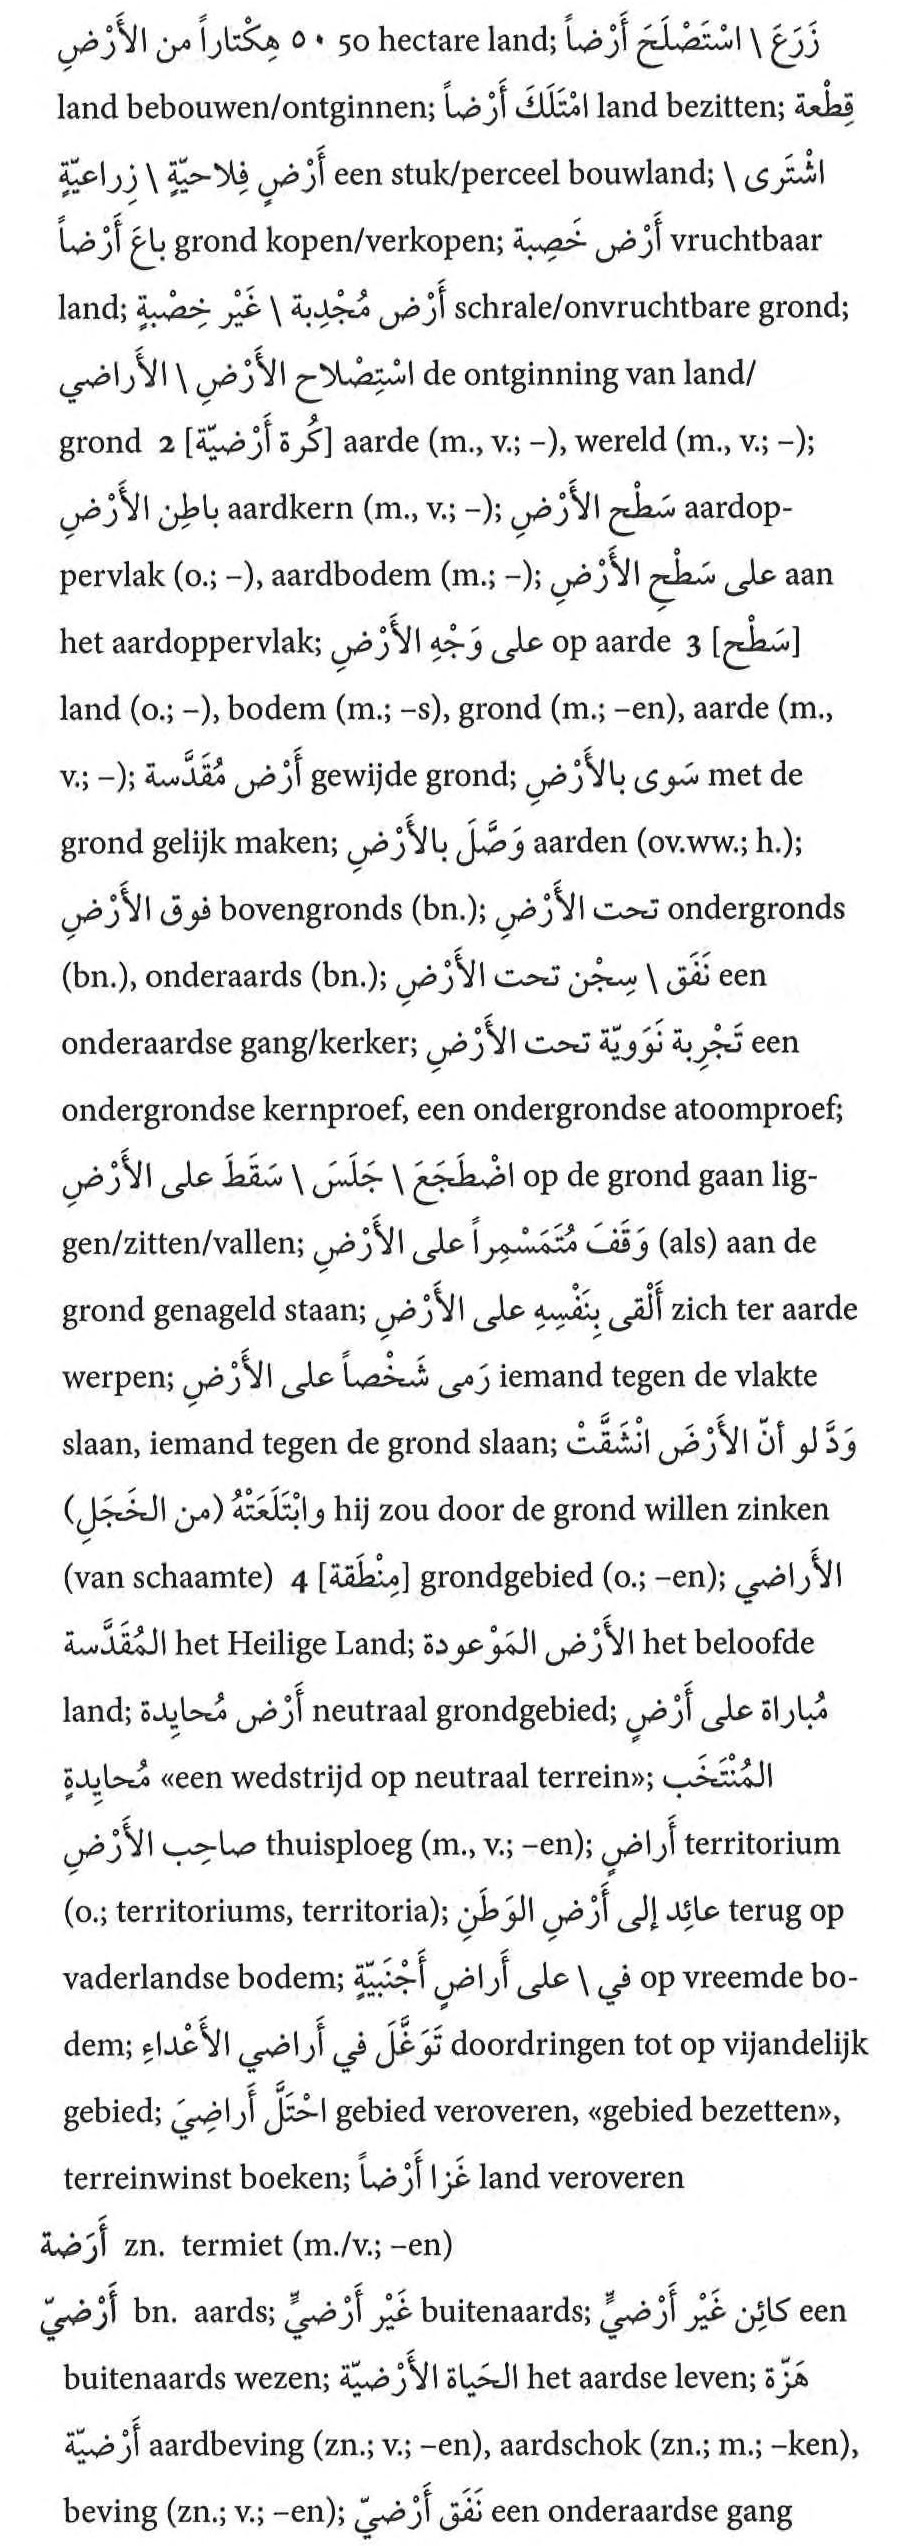 ٥٠ هِكْتاراً من الأَرْضِ 50 hectare land; زَرَعَ \ اسْتَصْلَحَ أَرْضاً
land bebouwen/ontginnen; امْتَلَكَ أَرْضاً land bezitten; قِطْعة
أَرْضٍ فِلاحيّةٍ \ زِراعيّةٍ een stuk/perceel bouwland; اشْتَرى \
باعَ أَرْضاً grond kopen/verkopen; أَرْض خَصِبة vruchtbaar
land; أَرْض مُجْدِبة \ غَيْر خِصْبةٍ schrale/onvruchtbare grond;
اسْتِصْلاح الأَرْضِ \ الأَراضي de ontginning van land/
grond 2 [كُرة أَرْضيّة] aarde (m., v.; –), wereld (m., v.; –);
باطِن الأَرْضِ aardkern (m., v.; –); سَطْح الأَرْضِ aardop-
pervlak (o.; –), aardbodem (m.; –); على سَطْحِ الأَرْضِ aan
het aardoppervlak; على وَجْهِ الأَرْضِ op aarde 3 [سَطْح]
land (o.; –), bodem (m.; –s), grond (m.; –en), aarde (m.,
v.; –); أَرْض مُقَدَّسة gewijde grond; سَوى بالأَرْضِ met de
grond gelijk maken; وَصَّلَ بالأَرْضِ aarden (ov.ww.; h.);
فوق الأَرْضِ bovengronds (bn.); تحت الأَرْضِ ondergronds
(bn.), onderaards (bn.); نَفَق \ سِجْن تحت الأَرْضِ een
onderaardse gang/kerker; تَجْرِبة نَوَويّة تحت الأَرْضِ een
ondergrondse kernproef, een ondergrondse atoomproef;
اضْطَجَعَ \ جَلَسَ \ سَقَطَ على الأَرْضِ op de grond gaan lig-
gen/zitten/vallen; وَقَفَ مُتَمَسْمِراً على الأَرْضِ (als) aan de
grond genageld staan; أَلْقى بِنَفْسِهِ على الأَرْضِ zich ter aarde
werpen; رَمى شَخْصاً على الأَرْضِ iemand tegen de vlakte
slaan, iemand tegen de grond slaan; وَدَّ لو أنّ الأَرْضَ انْشَقَّتْ
وابْتَلَعَتْهُ (من الخَجَلِ) hij zou door de grond willen zinken
(van schaamte) 4 [مِنْطَقة] grondgebied (o.; –en); الأَراضي
المُقَدَّسة het Heilige Land; الأَرْض المَوْعودة het beloofde
land; أَرْض مُحايِدة neutraal grondgebied; مُباراة على أَرْضٍ
مُحايِدةٍ «een wedstrijd op neutraal terrein»; المُنْتَخَب
صاحِب الأَرْضِ thuisploeg (m., v.; –en); أَراضٍ territorium
(o.; territoriums, territoria); عائِد إلى أَرْضِ الوَطَنِ terug op
vaderlandse bodem; في \ على أَراضٍ أَجْنَبيّةٍ op vreemde bo-
dem; تَوَغَّلَ في أَراضي الأَعْداءِ doordringen tot op vijandelijk
gebied; احْتَلَّ أَراضِيَ gebied veroveren, «gebied bezetten»,
terreinwinst boeken; غَزا أَرْضاً land veroveren
أَرَضة zn. termiet (m./v.; –en)
أَرْضيّ bn. aards; غَيْر أَرْضيٍّ buitenaards; كائِن غَيْر أَرْضيٍّ een
buitenaards wezen; الحَياة الأَرْضيّة het aardse leven; هَزّة
أَرْضيّة aardbeving (zn.; v.; –en), aardschok (zn.; m.; –ken),
beving (zn.; v.; –en); نَفَق أَرْضيّ een onderaardse gang